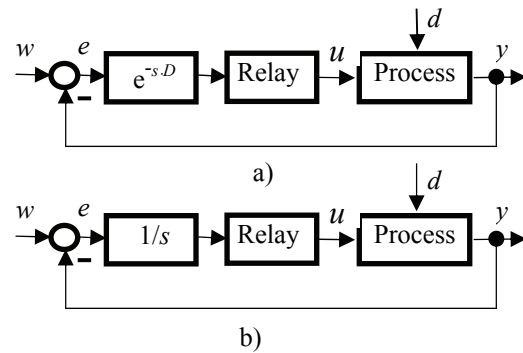 d
w e e⁻ˢ·ᴰ Relay u Process y
a)
d
w e 1/s Relay u Process y
b)